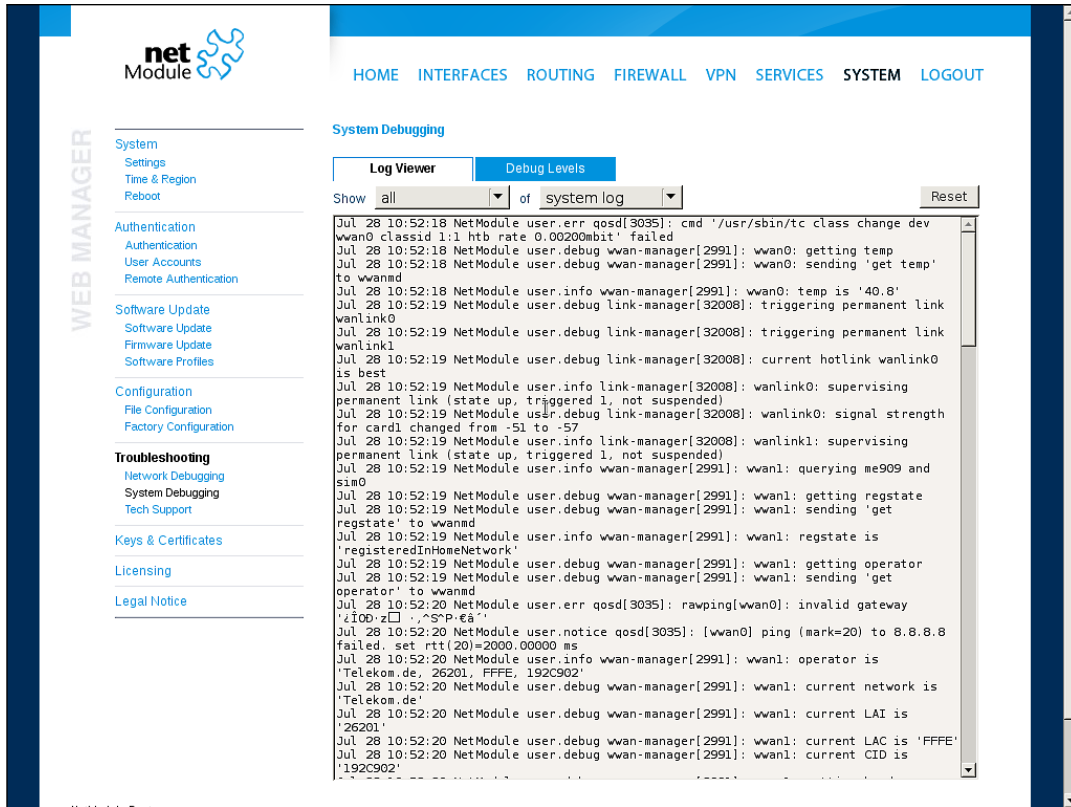 net
Module
HOME INTERFACES ROUTING FIREWALL VPN SERVICES SYSTEM LOGOUT
WEB MANAGER
System
Settings
Time & Region
Reboot
Authentication
Authentication
User Accounts
Remote Authentication
Software Update
Software Update
Firmware Update
Software Profiles
Configuration
File Configuration
Factory Configuration
Troubleshooting
Network Debugging
System Debugging
Tech Support
Keys & Certificates
Licensing
Legal Notice
System Debugging
Log Viewer Debug Levels
Show all of system log Reset
Jul 28 10:52:18 NetModule user.err qosd[3035]: cmd '/usr/sbin/tc class change dev
wwan0 classid 1:1 htb rate 0.00200mbit' failed
Jul 28 10:52:18 NetModule user.debug wwan-manager[2991]: wwan0: getting temp
Jul 28 10:52:18 NetModule user.debug wwan-manager[2991]: wwan0: sending 'get temp'
to wwanmd
Jul 28 10:52:18 NetModule user.info wwan-manager[2991]: wwan0: temp is '40.8'
Jul 28 10:52:19 NetModule user.debug link-manager[32008]: triggering permanent link
wanlink0
Jul 28 10:52:19 NetModule user.debug link-manager[32008]: triggering permanent link
wanlink1
Jul 28 10:52:19 NetModule user.debug link-manager[32008]: current hotlink wanlink0
is best
Jul 28 10:52:19 NetModule user.info link-manager[32008]: wanlink0: supervising
permanent link (state up, triggered 1, not suspended)
Jul 28 10:52:19 NetModule user.debug link-manager[32008]: wanlink0: signal strength
for card1 changed from -51 to -57
Jul 28 10:52:19 NetModule user.info link-manager[32008]: wanlink1: supervising
permanent link (state up, triggered 1, not suspended)
Jul 28 10:52:19 NetModule user.info wwan-manager[2991]: wwan1: querying me909 and
sim0
Jul 28 10:52:19 NetModule user.debug wwan-manager[2991]: wwan1: getting regstate
Jul 28 10:52:19 NetModule user.debug wwan-manager[2991]: wwan1: sending 'get
regstate' to wwanmd
Jul 28 10:52:19 NetModule user.info wwan-manager[2991]: wwan1: regstate is
'registeredInHomeNetwork'
Jul 28 10:52:19 NetModule user.debug wwan-manager[2991]: wwan1: getting operator
Jul 28 10:52:19 NetModule user.debug wwan-manager[2991]: wwan1: sending 'get
operator' to wwanmd
Jul 28 10:52:20 NetModule user.err qosd[3035]: rawping[wwan0]: invalid gateway
Jul 28 10:52:20 NetModule user.notice qosd[3035]: [wwan0] ping (mark=20) to 8.8.8.8
failed. set rtt(20)=2000.00000 ms
Jul 28 10:52:20 NetModule user.info wwan-manager[2991]: wwan1: operator is
'Telekom.de, 26201, FFFE, 192C902'
Jul 28 10:52:20 NetModule user.debug wwan-manager[2991]: wwan1: current network is
'Telekom.de'
Jul 28 10:52:20 NetModule user.debug wwan-manager[2991]: wwan1: current LAI is
'26201'
Jul 28 10:52:20 NetModule user.debug wwan-manager[2991]: wwan1: current LAC is 'FFFE'
Jul 28 10:52:20 NetModule user.debug wwan-manager[2991]: wwan1: current CID is
'192C902'